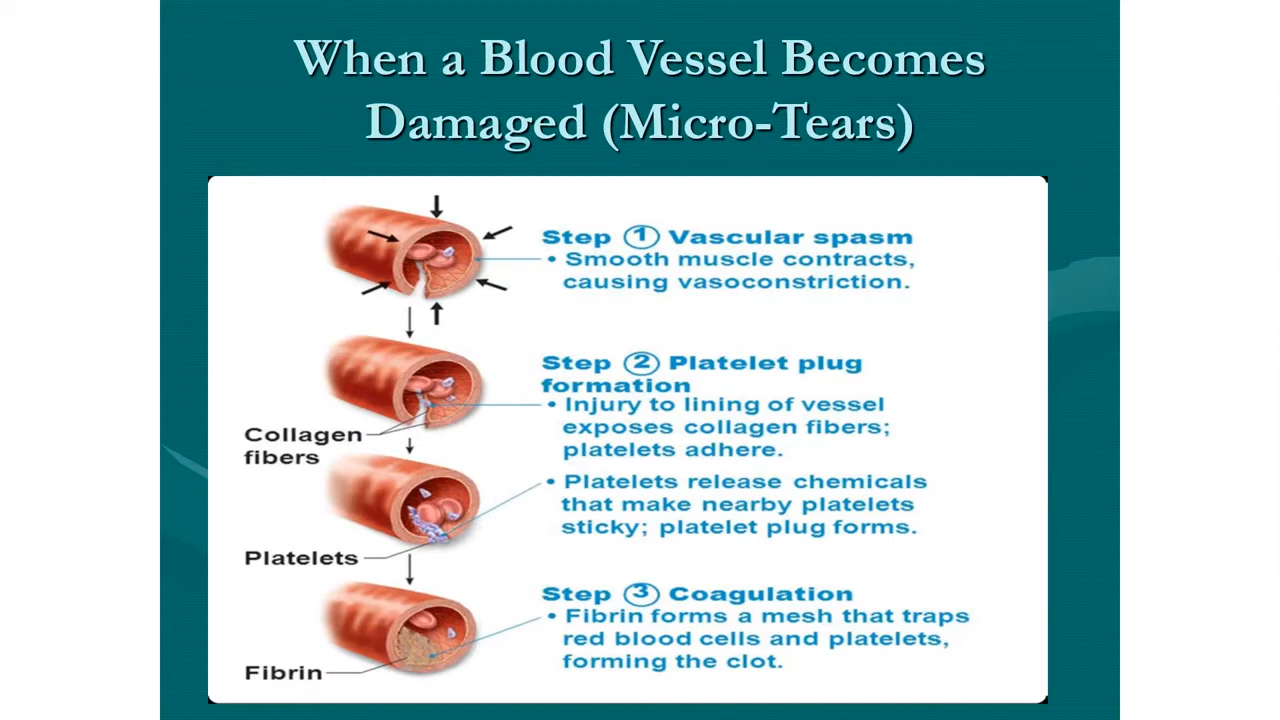 When a Blood Vessel Becomes
Damaged (Micro-Tears)
Step 1 Vascular spasm
• Smooth muscle contracts,
causing vasoconstriction.
Step 2 Platelet plug
formation
• Injury to lining of vessel
exposes collagen fibers;
platelets adhere.
Collagen
fibers
• Platelets release chemicals
that make nearby platelets
sticky; platelet plug forms.
Platelets
Step 3 Coagulation
• Fibrin forms a mesh that traps
red blood cells and platelets,
forming the clot.
Fibrin